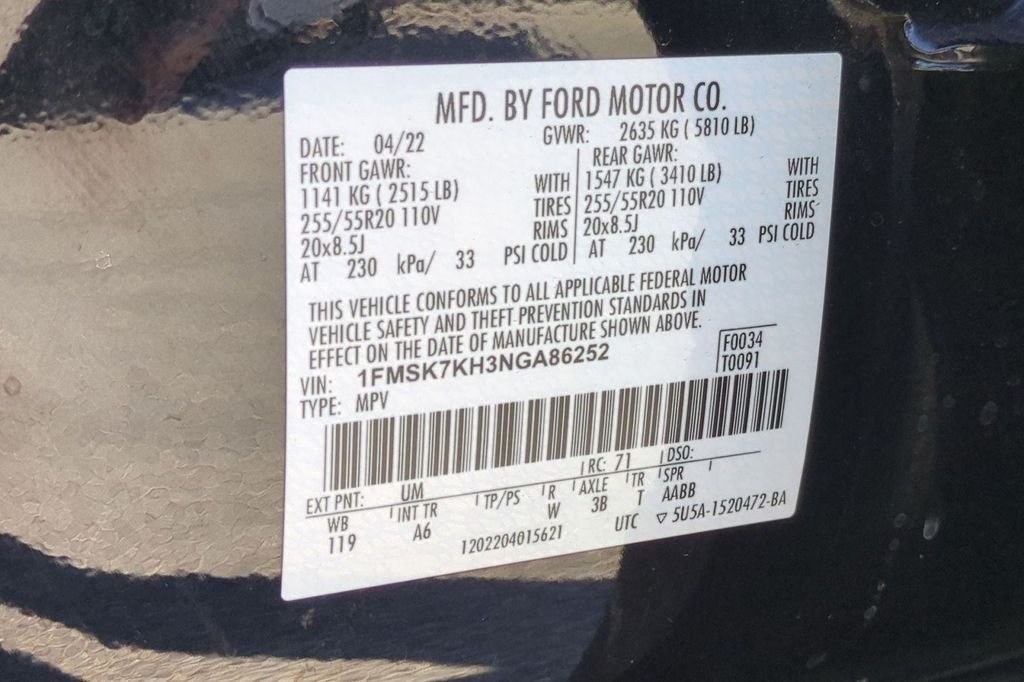 MFD. BY FORD MOTOR CO.
DATE: 04/22 GVWR: 2635 KG ( 5810 LB)
FRONT GAWR: REAR GAWR:
1141 KG ( 2515 LB) WITH 1547 KG ( 3410 LB) WITH
255/55R20 110V TIRES 255/55R20 110V TIRES
20x8.5J RIMS 20x8.5J RIMS
AT 230 kPa/ 33 PSI COLD AT 230 kPa/ 33 PSI COLD
THIS VEHICLE CONFORMS TO ALL APPLICABLE FEDERAL MOTOR
VEHICLE SAFETY AND THEFT PREVENTION STANDARDS IN
EFFECT ON THE DATE OF MANUFACTURE SHOWN ABOVE.
VIN: 1FMSK7KH3NGA86252 F0034
TYPE: MPV T0091
EXT PNT: UM RC: 71 DSO:
WB INT TR TP/PS R AXLE TR SPR
119 A6 W 3B T AABB
1202204015621 UTC ▽ 5U5A-1520472-BA